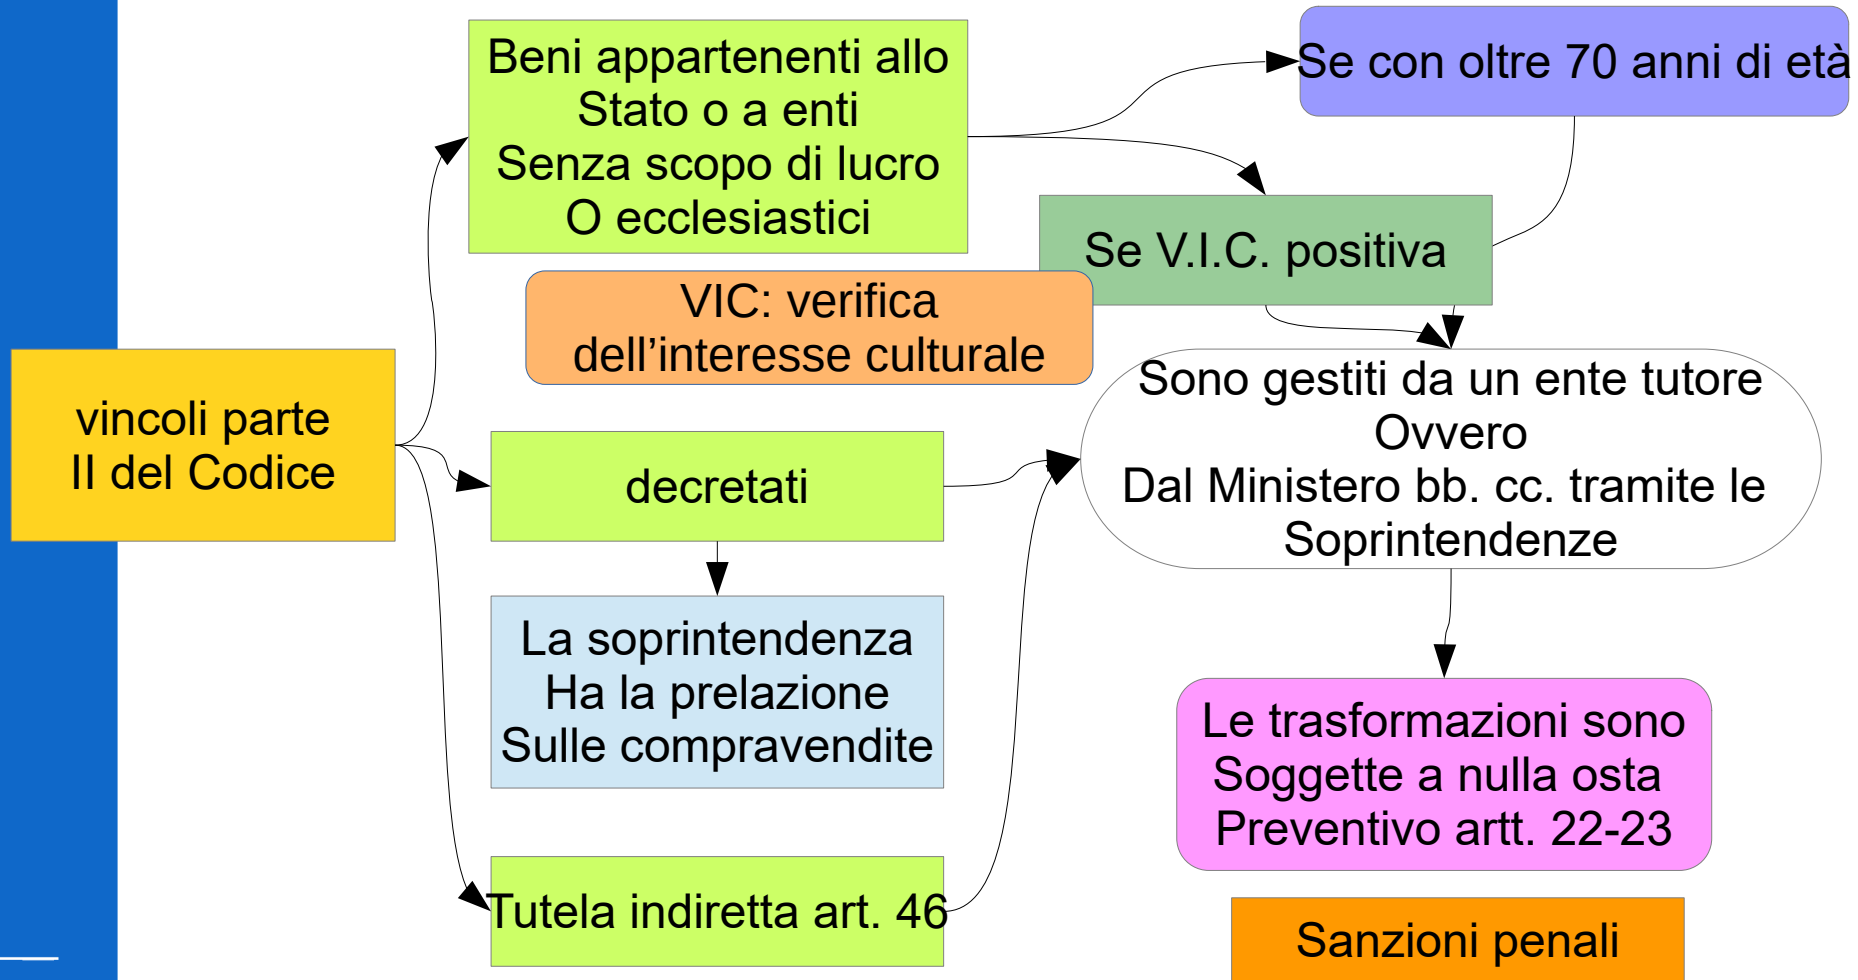 Beni appartenenti allo
Stato o a enti
Senza scopo di lucro
O ecclesiastici
Se con oltre 70 anni di età
Se V.I.C. positiva
VIC: verifica
dell’interesse culturale
vincoli parte
II del Codice
decretati
Sono gestiti da un ente tutore
Ovvero
Dal Ministero bb. cc. tramite le
Soprintendenze
La soprintendenza
Ha la prelazione
Sulle compravendite
Le trasformazioni sono
Soggette a nulla osta
Preventivo artt. 22-23
Tutela indiretta art. 46
Sanzioni penali